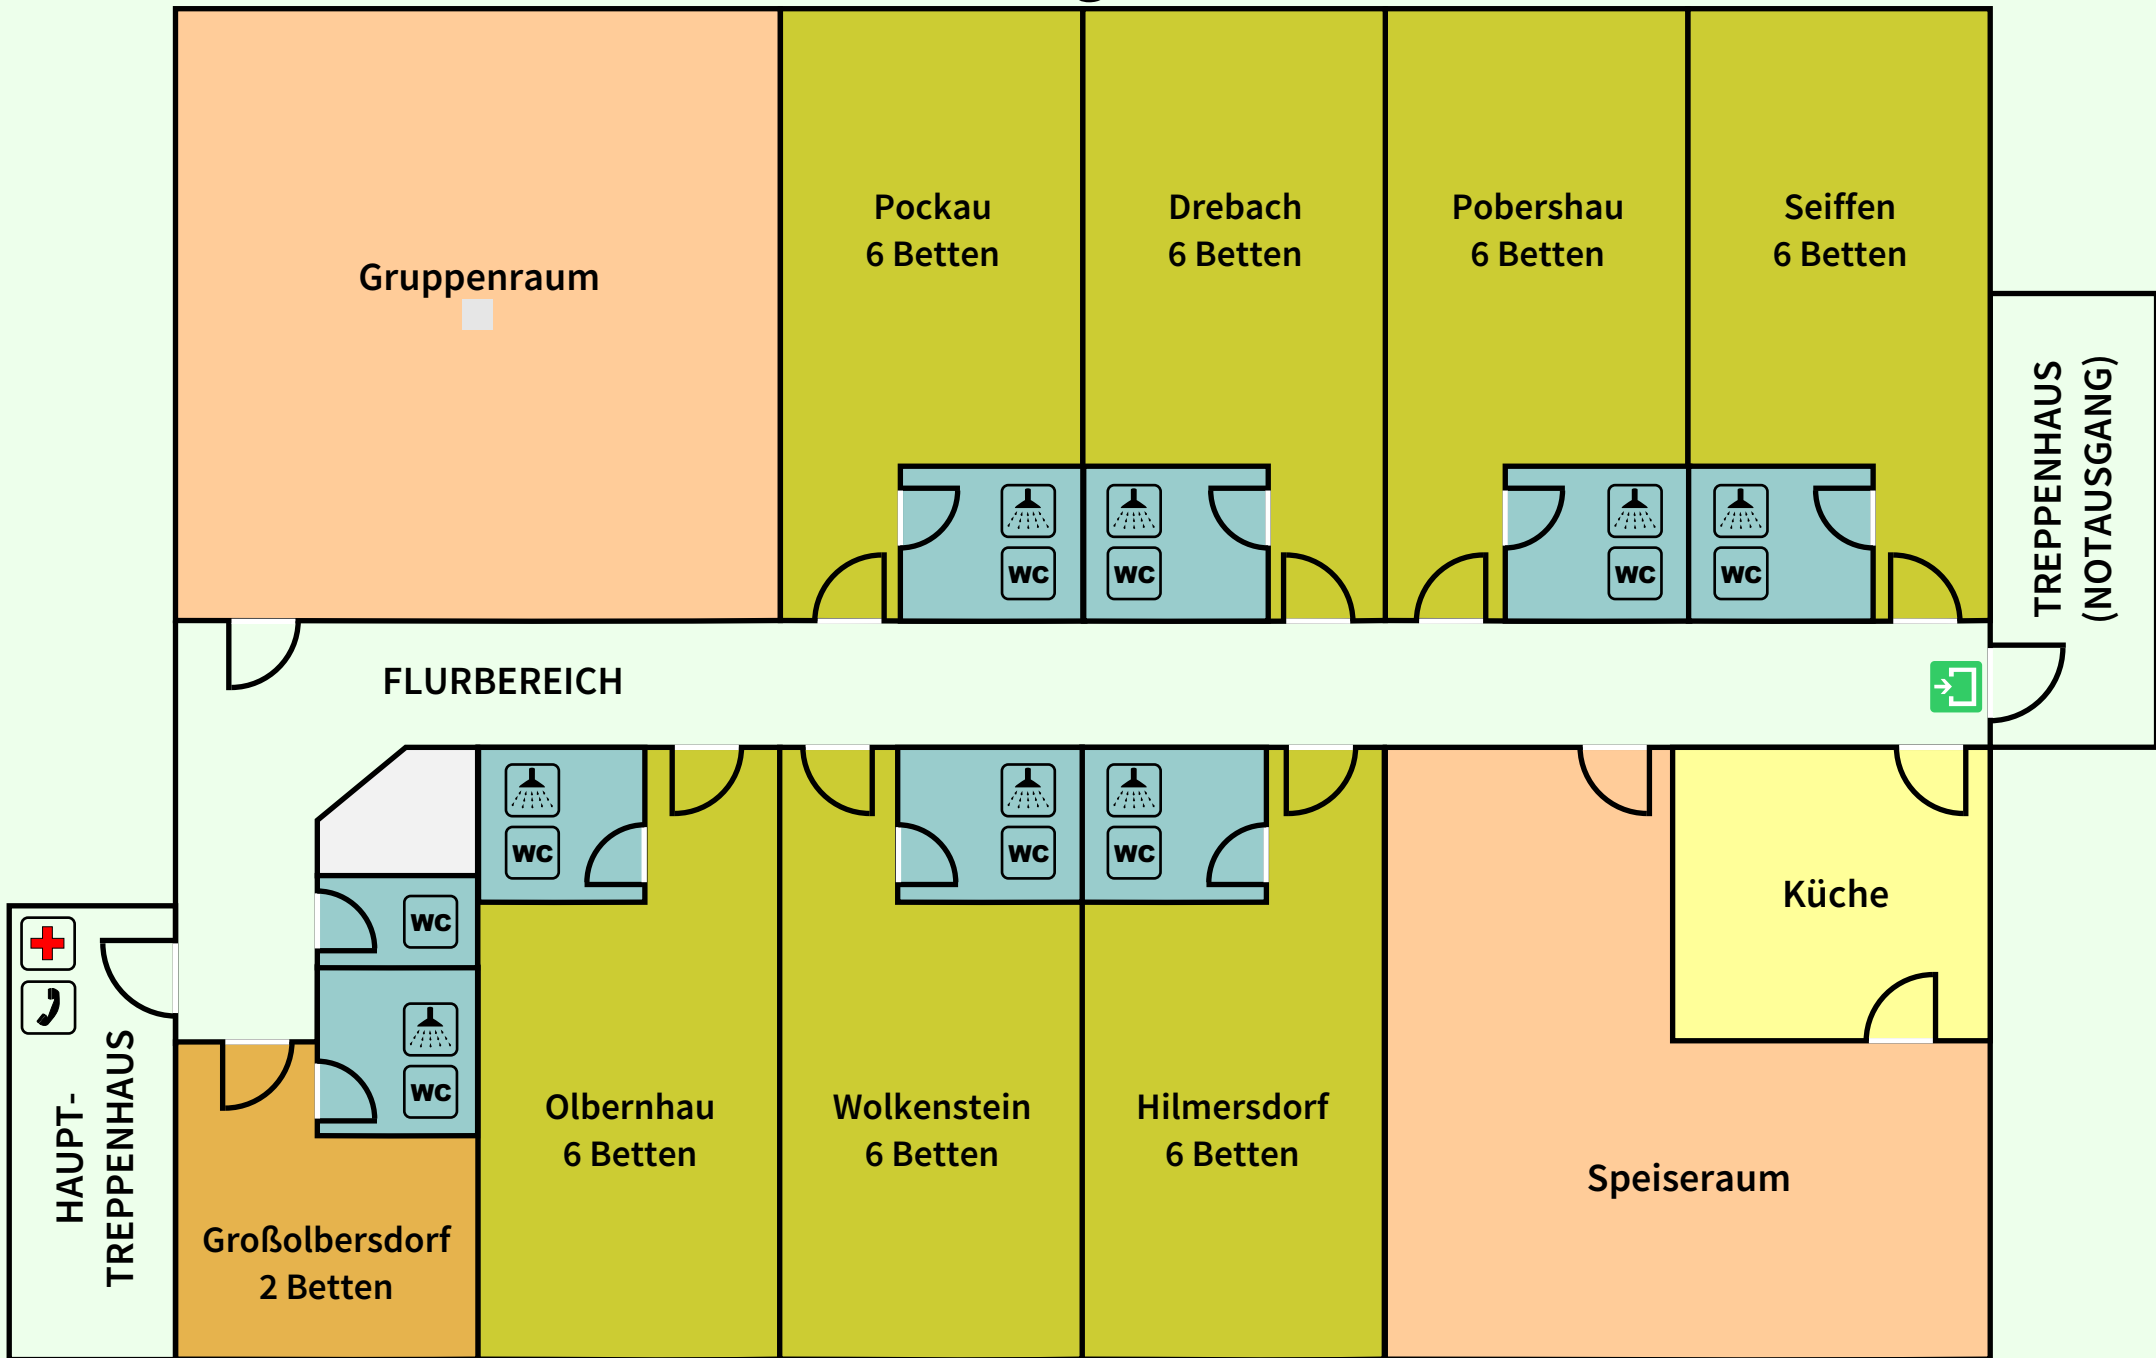 Pockau
6 Betten
Drebach
6 Betten
Pobershau
6 Betten
Seiffen
6 Betten
Gruppenraum
TREPPENHAUS
(NOTAUSGANG)
WC
WC
WC
WC
FLURBEREICH
WC
WC
WC
WC
WC
Küche
HAUPT-
TREPPENHAUS
Olbernhau
6 Betten
Wolkenstein
6 Betten
Hilmersdorf
6 Betten
Speiseraum
Großolbersdorf
2 Betten